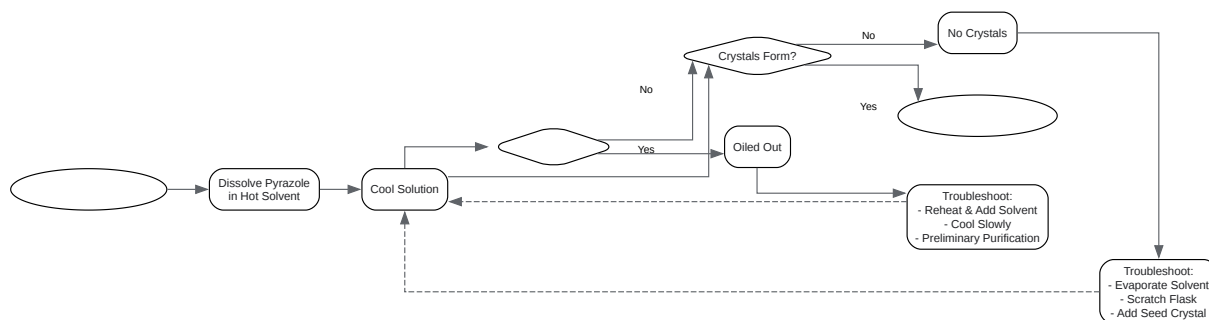 No
No Crystals
Crystals Form?
No
Yes
Yes
Oiled Out
Dissolve Pyrazole
in Hot Solvent
Cool Solution
Troubleshoot:
- Reheat & Add Solvent
- Cool Slowly
- Preliminary Purification
Troubleshoot:
- Evaporate Solvent
- Scratch Flask
- Add Seed Crystal